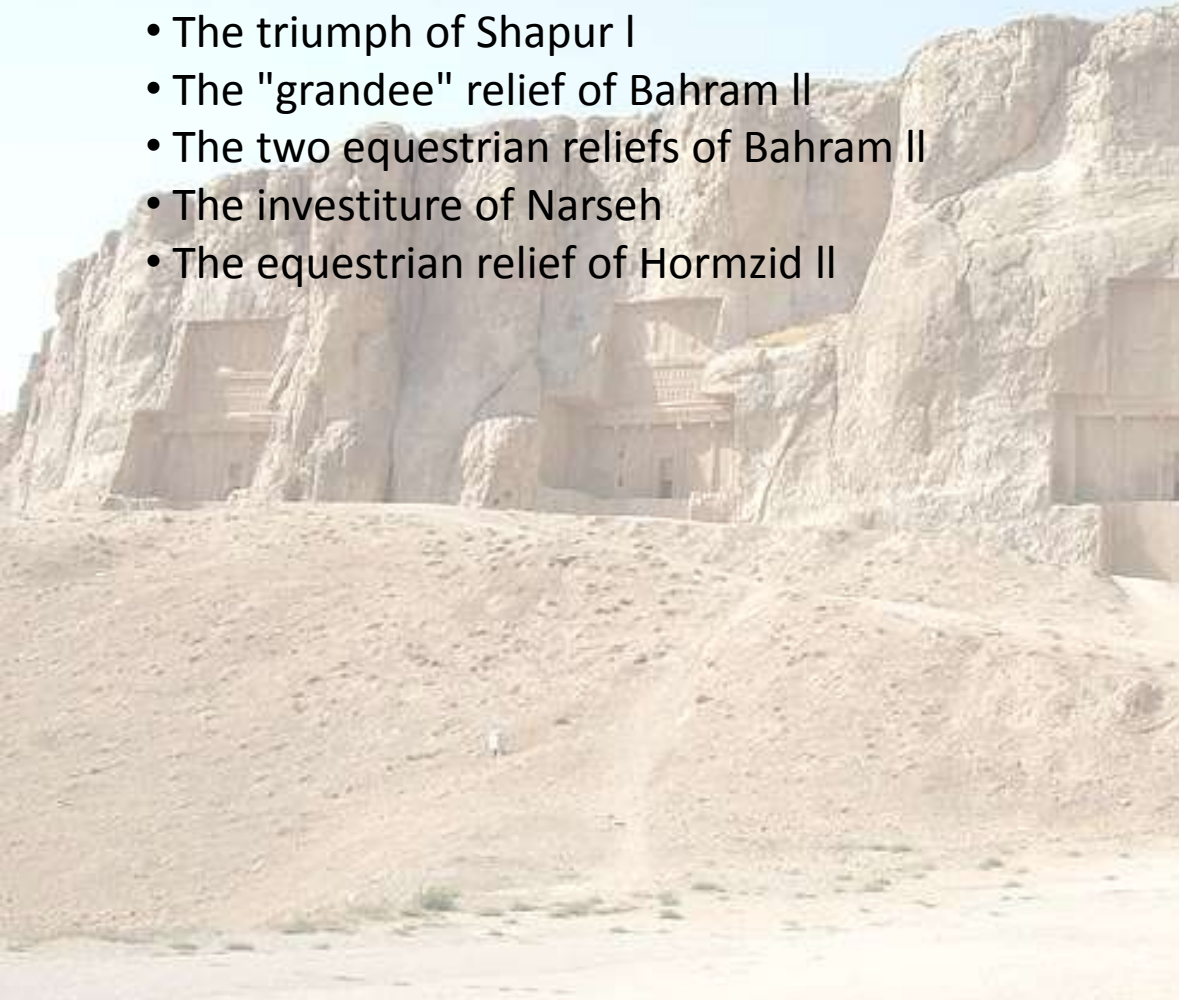 • The triumph of Shapur l
• The "grandee" relief of Bahram ll
• The two equestrian reliefs of Bahram ll
• The investiture of Narseh
• The equestrian relief of Hormzid ll